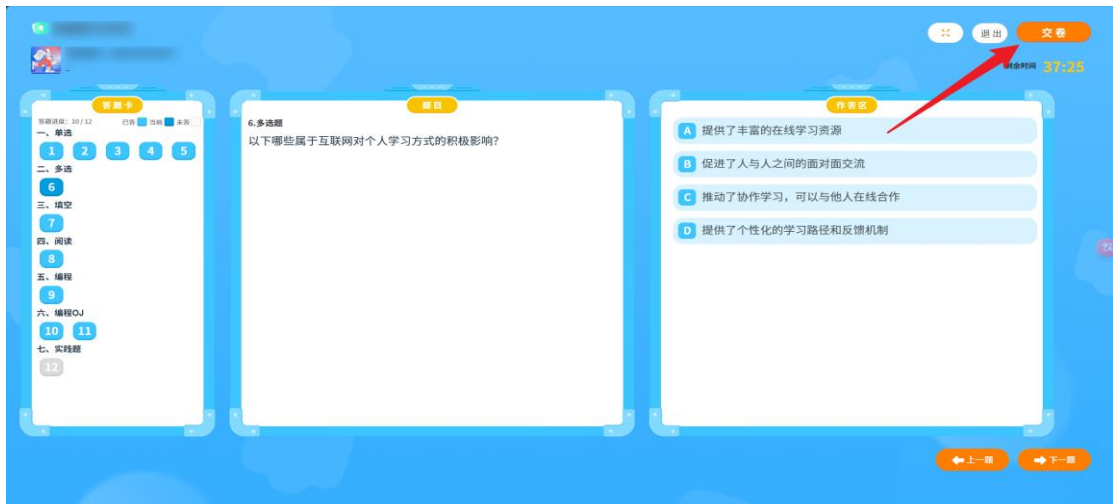 退出
交卷
剩余时间 37:25
答题卡
答题进度：10/12 已答 当前 未答
一、单选
1 2 3 4 5
二、多选
6
三、填空
7
四、阅读
8
五、编程
9
六、编程OJ
10 11
七、实践题
12
题目
6.多选题
以下哪些属于互联网对个人学习方式的积极影响？
作答区
A 提供了丰富的在线学习资源
B 促进了人与人之间的面对面交流
C 推动了协作学习，可以与他人在线合作
D 提供了个性化的学习路径和反馈机制
上一题
下一题